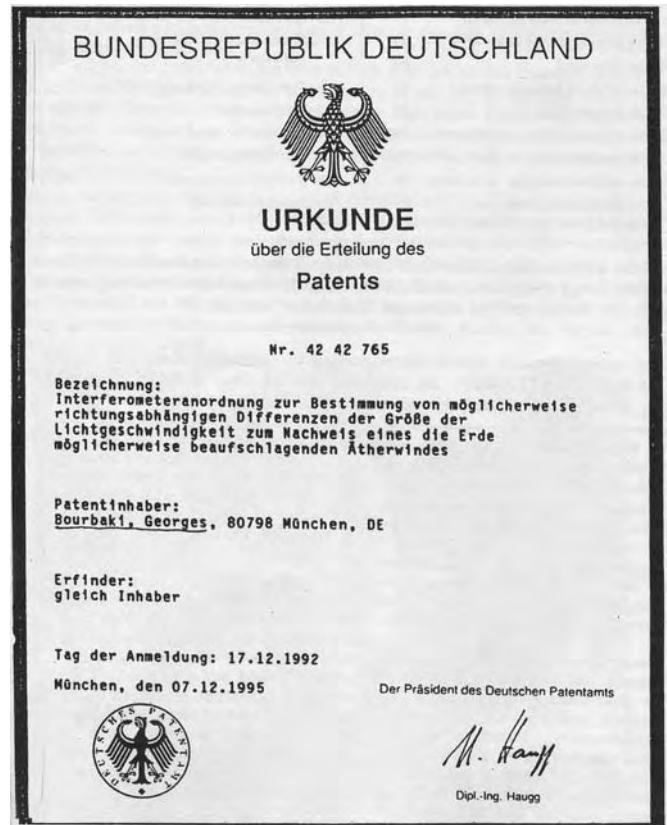 BUNDESREPUBLIK DEUTSCHLAND
URKUNDE
über die Erteilung des
Patents
Nr. 42 42 765
Bezeichnung:
Interferometeranordnung zur Bestimmung von möglicherweise
richtungsabhängigen Differenzen der Größe der
Lichtgeschwindigkeit zum Nachweis eines die Erde
möglicherweise beaufschlagenden Ätherwindes
Patentinhaber:
Bourbaki, Georges, 80798 München, DE
Erfinder:
gleich Inhaber
Tag der Anmeldung: 17.12.1992
München, den 07.12.1995
Der Präsident des Deutschen Patentamts
DEUTSCHES PATENTAMT
Dipl.-Ing. Haugg